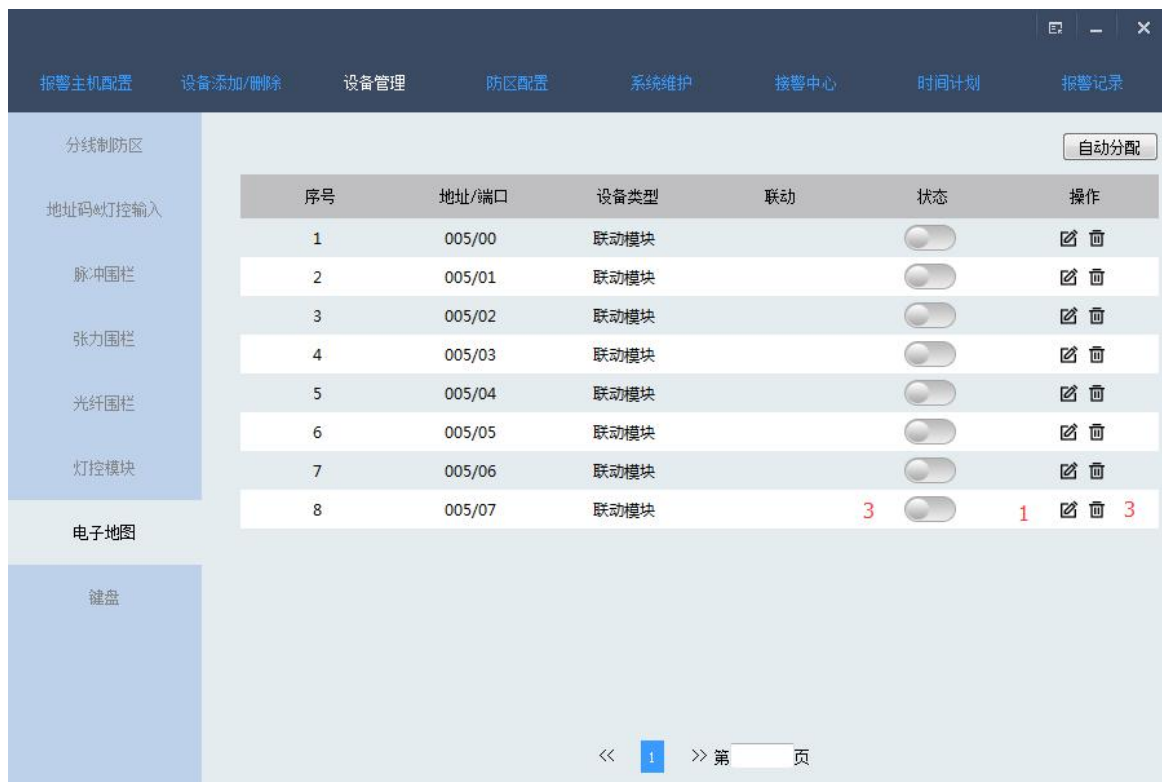 报警主机配置 设备添加/删除 设备管理 防区配置 系统维护 接警中心 时间计划 报警记录
分线制防区
地址码&灯控输入
脉冲围栏
张力围栏
光纤围栏
灯控模块
电子地图
键盘
自动分配
序号 地址/端口 设备类型 联动 状态 操作
1 005/00 联动模块
2 005/01 联动模块
3 005/02 联动模块
4 005/03 联动模块
5 005/04 联动模块
6 005/05 联动模块
7 005/06 联动模块
8 005/07 联动模块 3 1 3
<< 1 >> 第 页